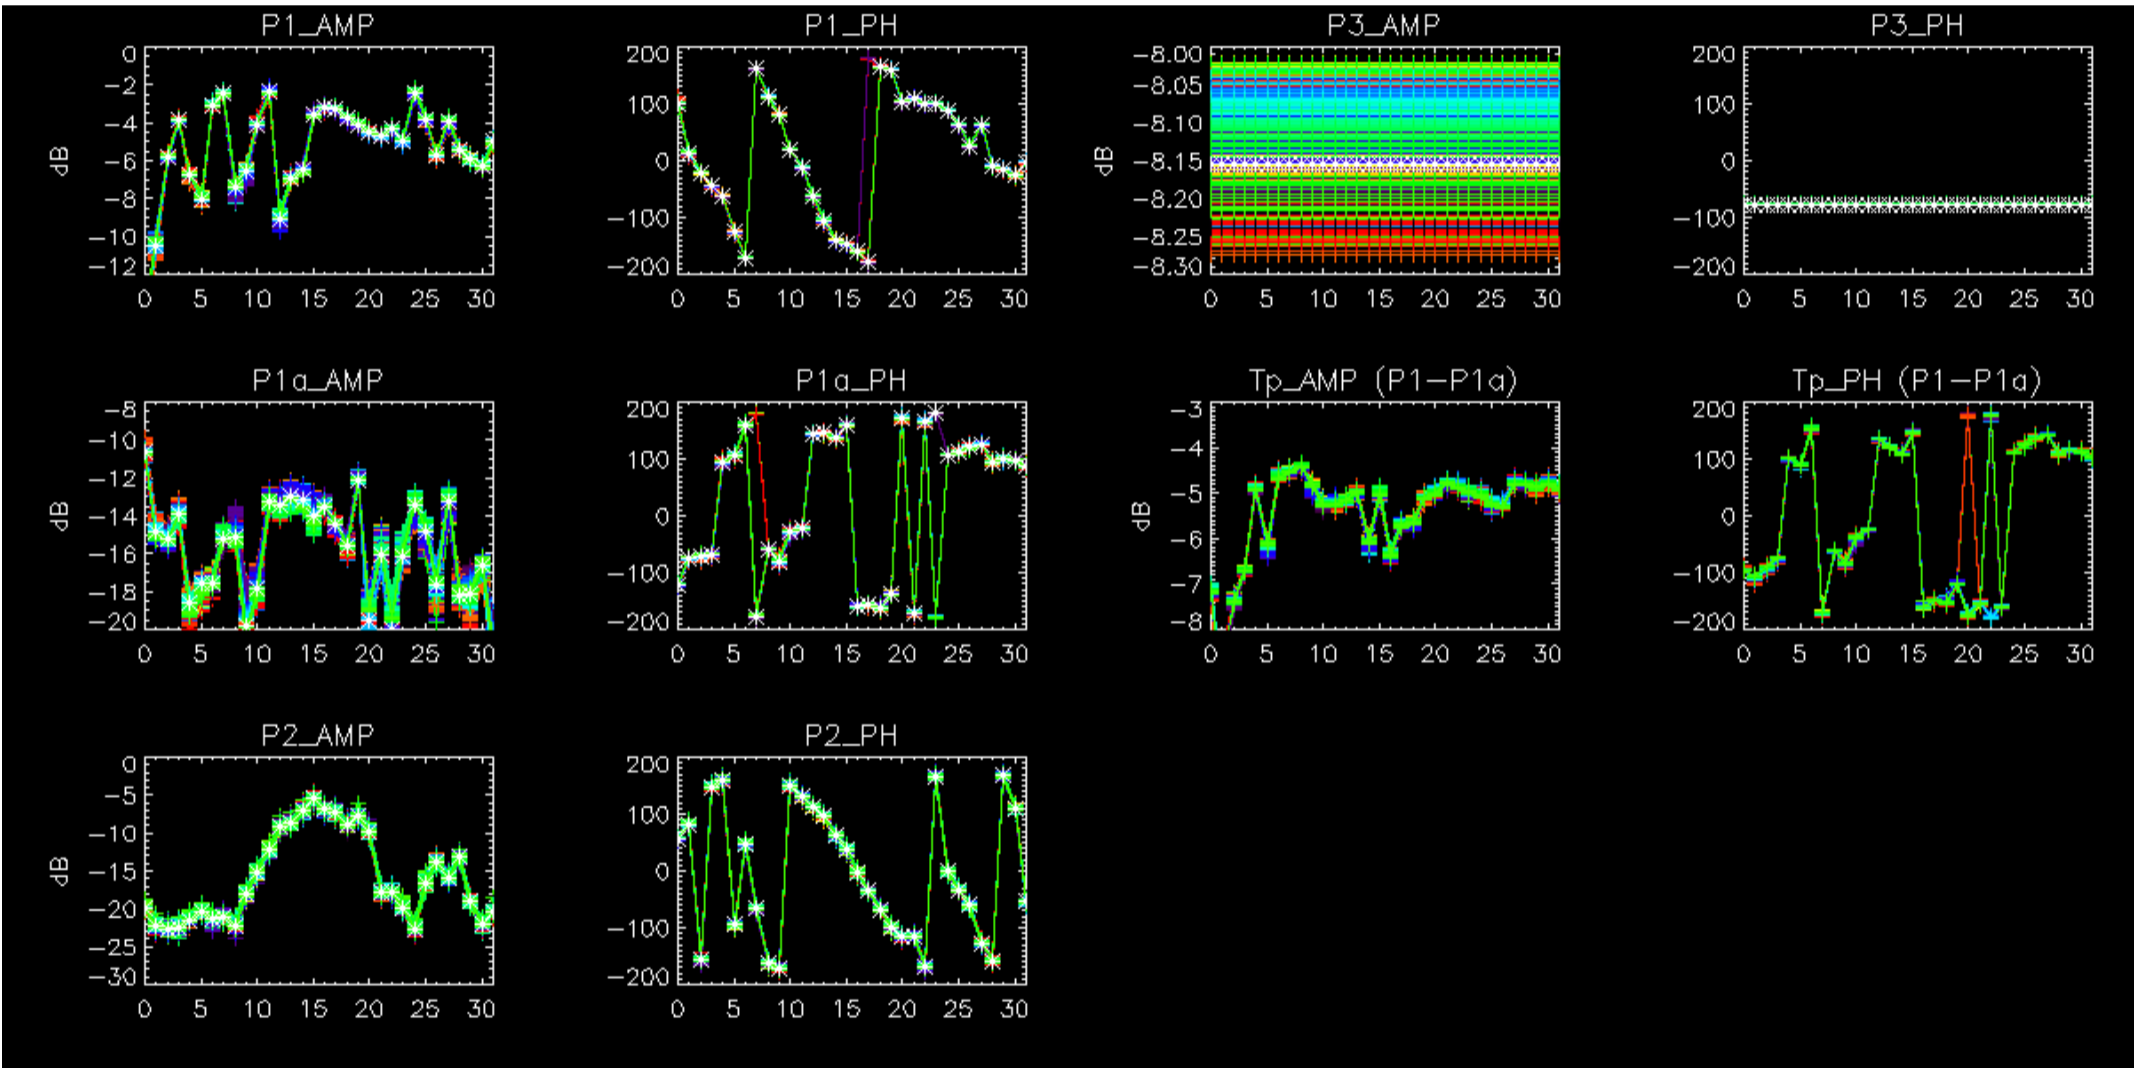 P1_AMP
P1_PH
P3_AMP
P3_PH
0
−2
−4
−6
−8
−10
−12
dB
0 5 10 15 20 25 30
200
100
0
−100
−200
0 5 10 15 20 25 30
−8.00
−8.05
−8.10
−8.15
−8.20
−8.25
−8.30
dB
0 5 10 15 20 25 30
200
100
0
−100
−200
0 5 10 15 20 25 30
P1a_AMP
P1a_PH
Tp_AMP (P1−P1a)
Tp_PH (P1−P1a)
−8
−10
−12
−14
−16
−18
−20
dB
0 5 10 15 20 25 30
200
100
0
−100
−200
0 5 10 15 20 25 30
−3
−4
−5
−6
−7
−8
dB
0 5 10 15 20 25 30
200
100
0
−100
−200
0 5 10 15 20 25 30
P2_AMP
P2_PH
0
−5
−10
−15
−20
−25
−30
dB
0 5 10 15 20 25 30
200
100
0
−100
−200
0 5 10 15 20 25 30